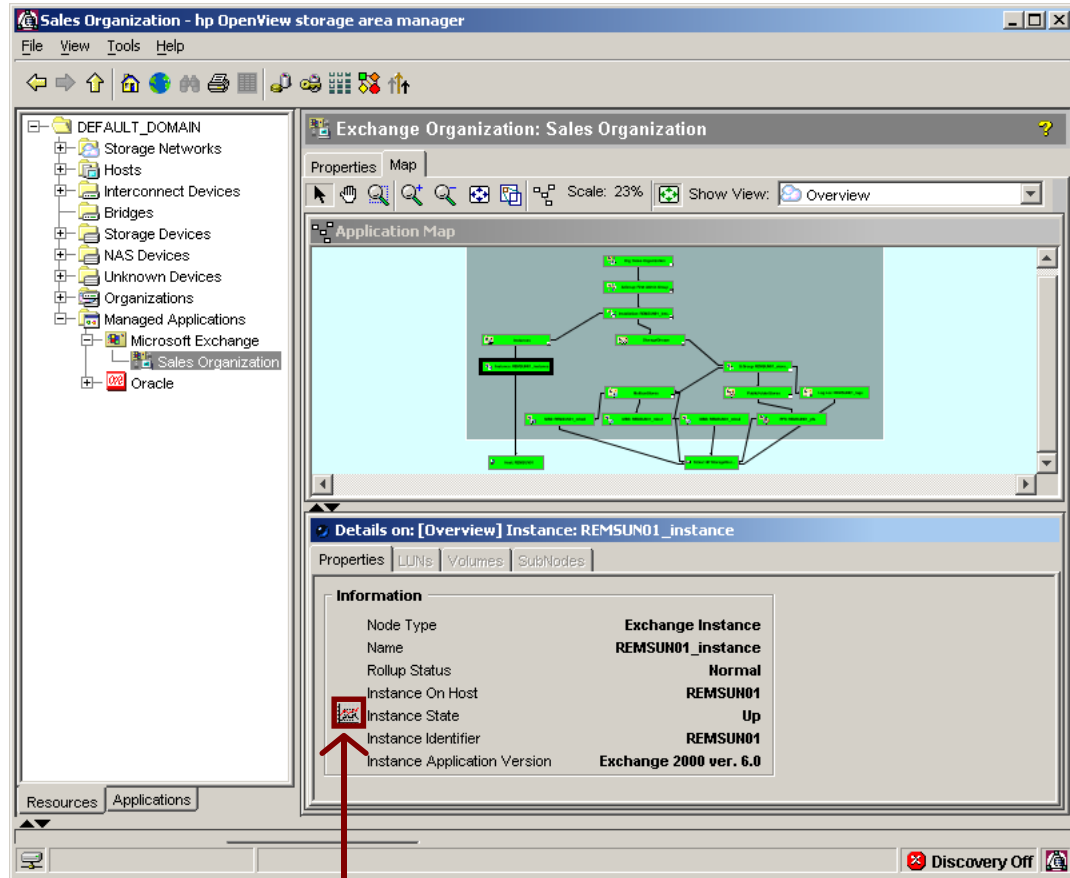 Sales Organization - hp OpenView storage area manager
File View Tools Help
DEFAULT_DOMAIN
Storage Networks
Hosts
Interconnect Devices
Bridges
Storage Devices
NAS Devices
Unknown Devices
Organizations
Managed Applications
Microsoft Exchange
Sales Organization
Oracle
Resources Applications
Exchange Organization: Sales Organization ?
Properties Map
Scale: 23% Show View: Overview
Application Map
Details on: [Overview] Instance: REMSUN01_instance
Properties LUNs Volumes SubNodes
Information
Node Type Exchange Instance
Name REMSUN01_instance
Rollup Status Normal
Instance On Host REMSUN01
Instance State Up
Instance Identifier REMSUN01
Instance Application Version Exchange 2000 ver. 6.0
Discovery Off